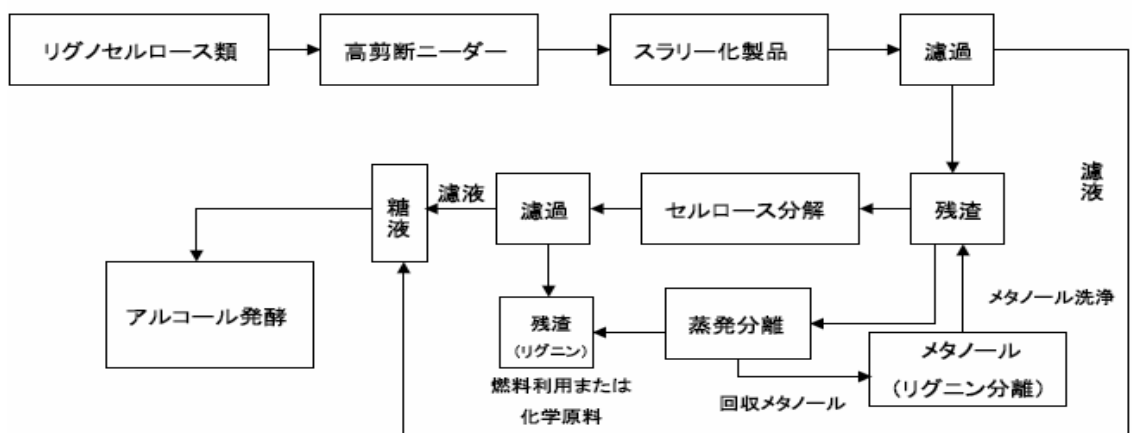 リグノセルロース類
高剪断ニーダー
スラリー化製品
濾過
濾液
糖液
濾液
濾過
セルロース分解
残渣
アルコール発酵
メタノール洗浄
残渣
(リグニン)
蒸発分離
メタノール
(リグニン分離)
燃料利用または
化学原料
回収メタノール